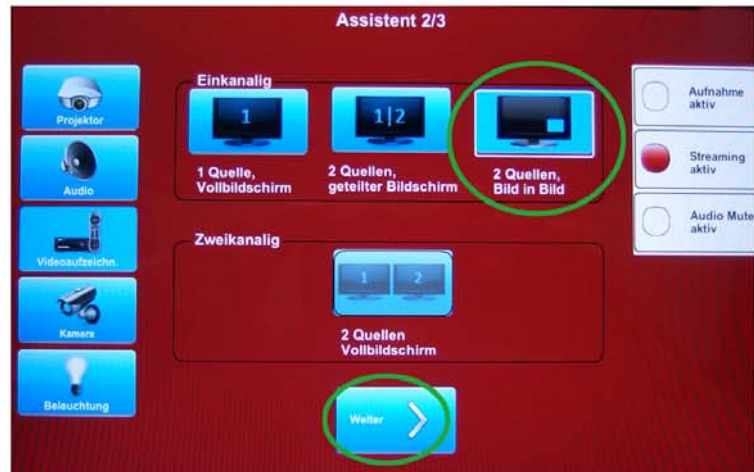 Assistent 2/3
Projektor
Audio
Videoaufzeichn.
Kamera
Beleuchtung
Einkanalig
1
1|2
1 Quelle,
Vollbildschirm
2 Quellen,
geteilter Bildschirm
2 Quellen,
Bild in Bild
Zweikanalig
1 2
2 Quellen
Vollbildschirm
Weiter
Aufnahme
aktiv
Streaming
aktiv
Audio Mute
aktiv